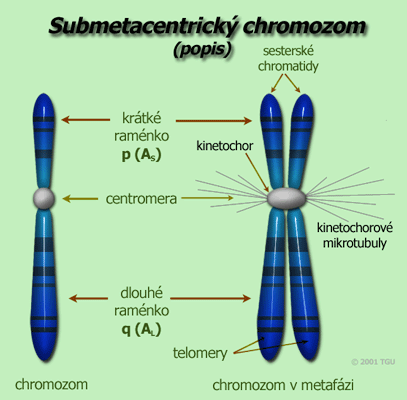 Submetacentrický chromozom
(popis)
sesterské
chromatidy
krátké
raménko
p (As)
kinetochor
centromera
kinetochorové
mikrotubuly
dlouhé
raménko
q (AL)
telomery
© 2001 TGU
chromozom
chromozom v metafázi